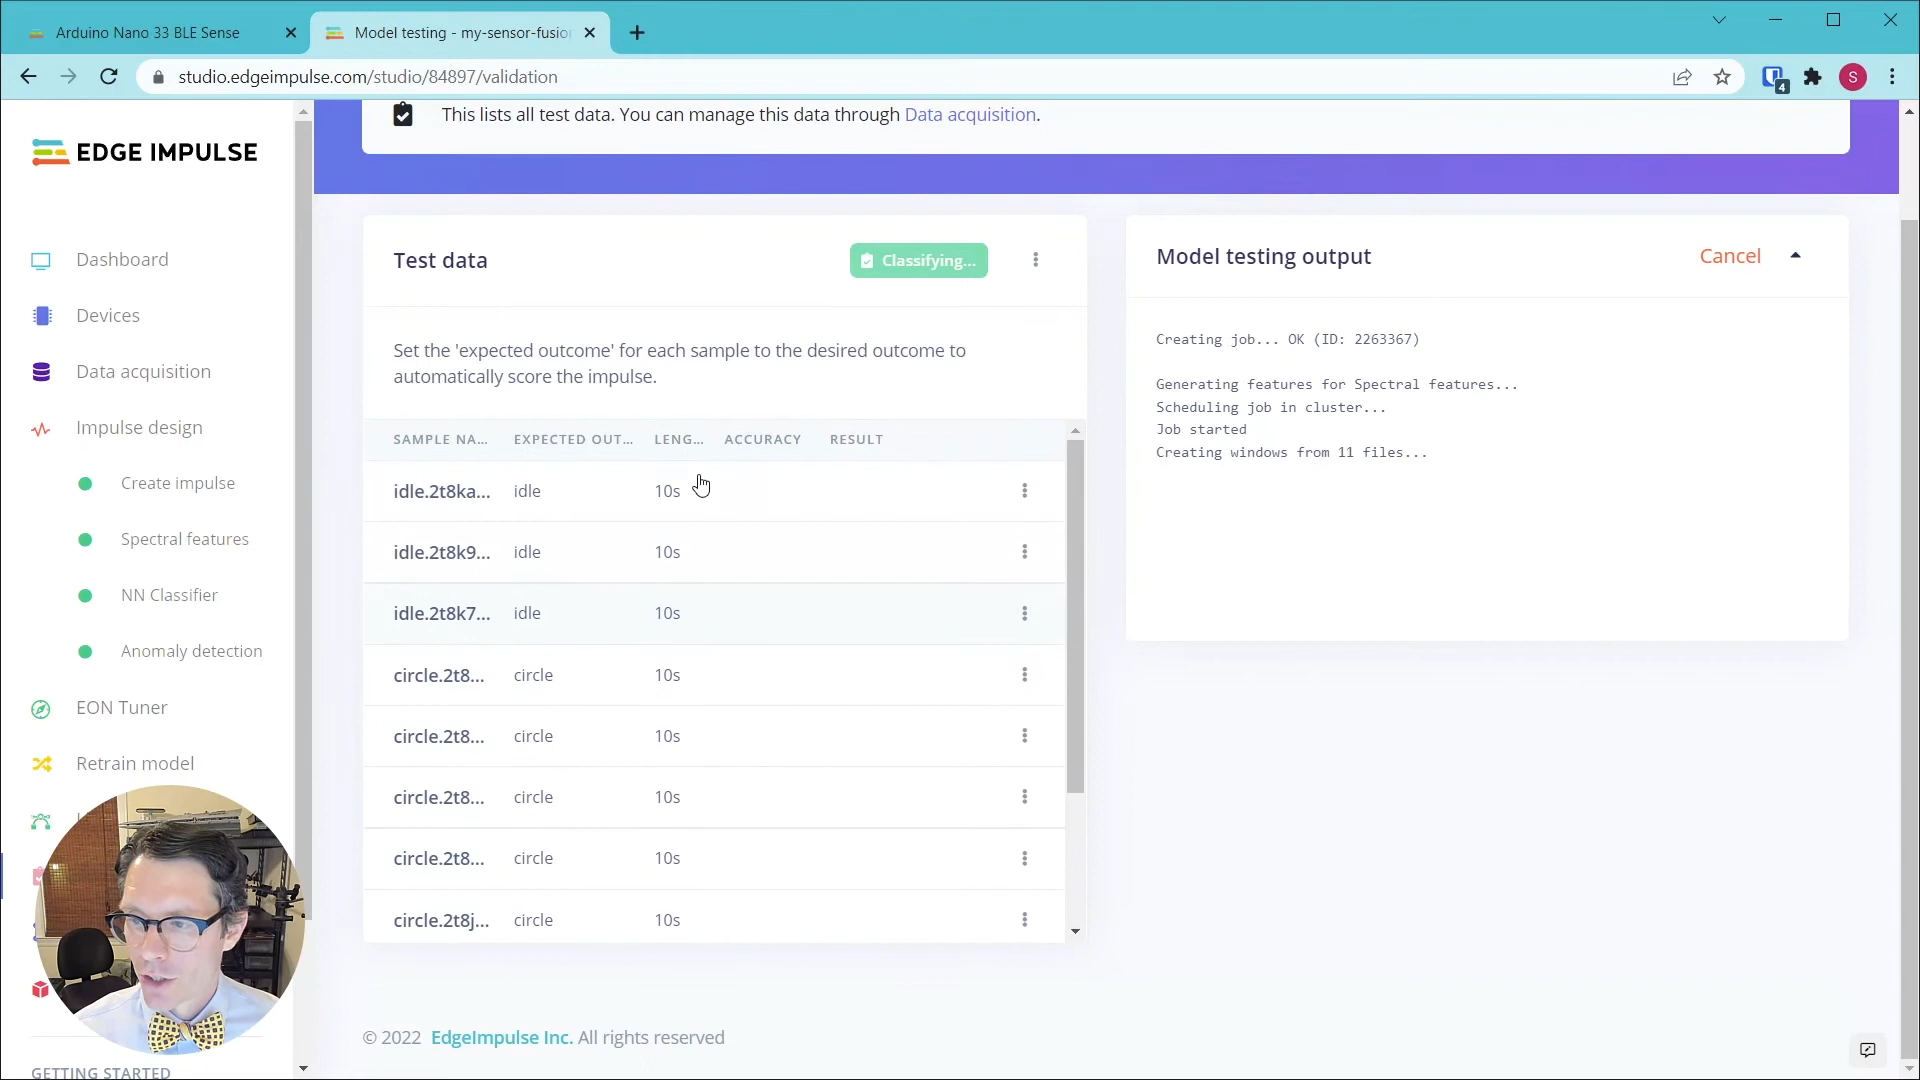 Arduino Nano 33 BLE Sense
Model testing - my-sensor-fusio
studio.edgeimpulse.com/studio/84897/validation
4
S
EDGE IMPULSE
This lists all test data. You can manage this data through Data acquisition.
Dashboard
Devices
Data acquisition
Impulse design
Create impulse
Spectral features
NN Classifier
Anomaly detection
EON Tuner
Retrain model
GETTING STARTED
Test data
Classifying...
Set the 'expected outcome' for each sample to the desired outcome to
automatically score the impulse.
SAMPLE NA... EXPECTED OUT... LENG... ACCURACY RESULT
idle.2t8ka... idle 10s
idle.2t8k9... idle 10s
idle.2t8k7... idle 10s
circle.2t8... circle 10s
circle.2t8... circle 10s
circle.2t8... circle 10s
circle.2t8... circle 10s
circle.2t8j... circle 10s
Model testing output
Cancel
Creating job... OK (ID: 2263367)
Generating features for Spectral features...
Scheduling job in cluster...
Job started
Creating windows from 11 files...
© 2022 EdgeImpulse Inc. All rights reserved